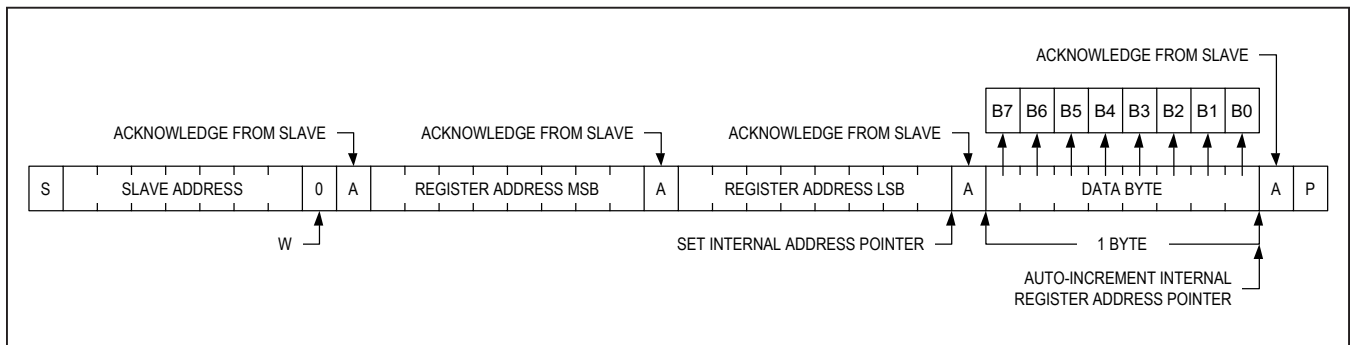 ACKNOWLEDGE FROM SLAVE
B7 B6 B5 B4 B3 B2 B1 B0
ACKNOWLEDGE FROM SLAVE ACKNOWLEDGE FROM SLAVE ACKNOWLEDGE FROM SLAVE
S SLAVE ADDRESS 0 A REGISTER ADDRESS MSB A REGISTER ADDRESS LSB A DATA BYTE A P
W SET INTERNAL ADDRESS POINTER 1 BYTE
AUTO-INCREMENT INTERNAL
REGISTER ADDRESS POINTER